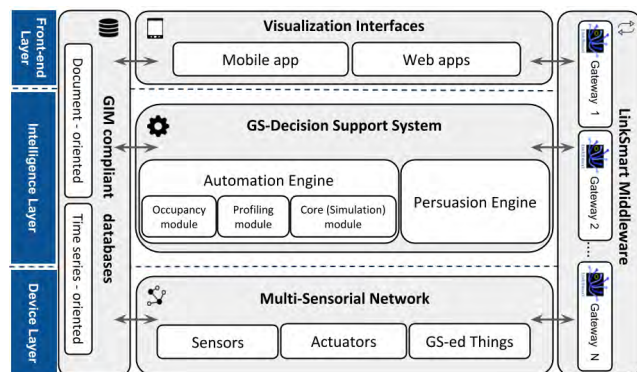 Front-end
Layer
Intelligence Layer
Device Layer
GIM compliant databases
Document - oriented
Time series - oriented
Visualization Interfaces
Mobile app
Web apps
GS-Decision Support System
Automation Engine
Occupancy
module
Profiling
module
Core (Simulation)
module
Persuasion Engine
Multi-Sensorial Network
Sensors
Actuators
GS-ed Things
Gateway 1
Gateway 2
Gateway N
LinkSmart Middleware